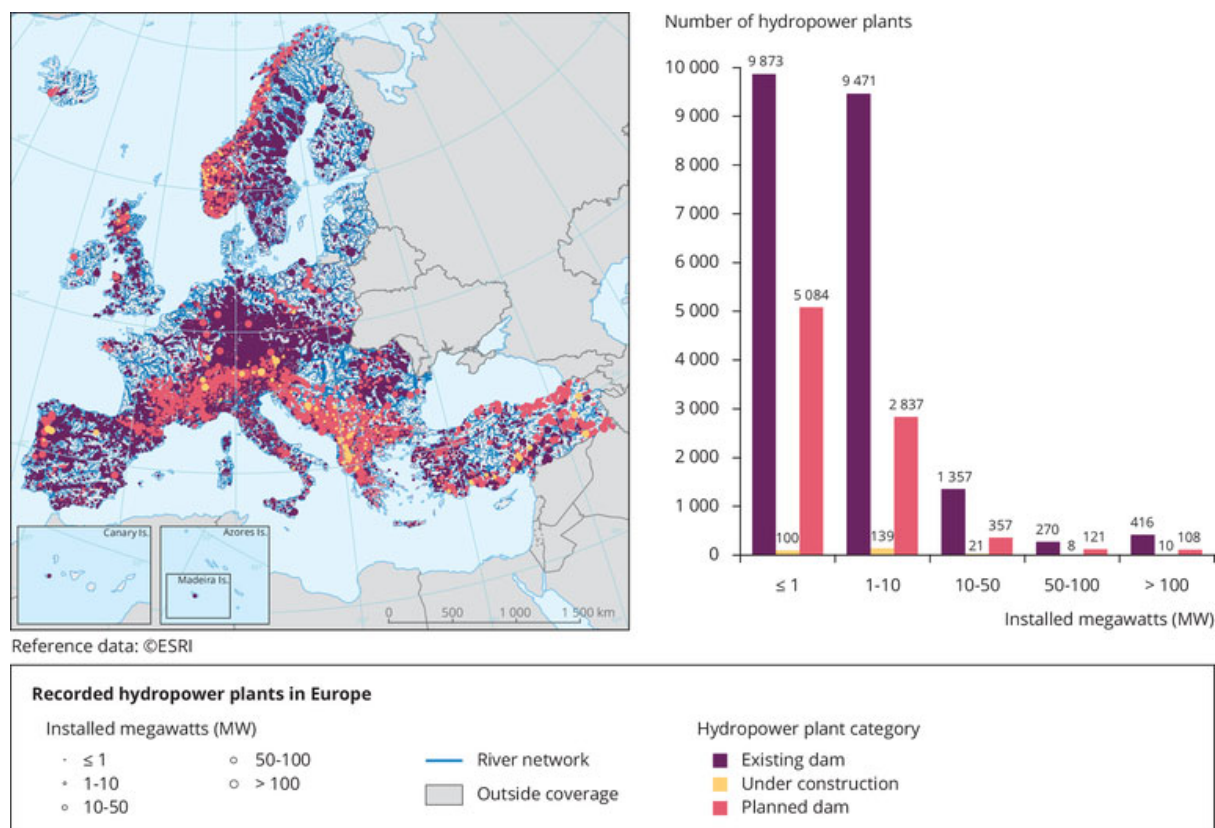 Canary Is.
Azores Is.
Madeira Is.
0 500 1 000 1 500 km
Reference data: ©ESRI
Number of hydropower plants
10 000
9 000
8 000
7 000
6 000
5 000
4 000
3 000
2 000
1 000
0
9 873
100
5 084
9 471
139
2 837
1 357
21
357
270
8
121
416
10
108
≤ 1 1-10 10-50 50-100 > 100
Installed megawatts (MW)
Recorded hydropower plants in Europe
Installed megawatts (MW)
≤ 1
1-10
10-50
50-100
> 100
River network
Outside coverage
Hydropower plant category
Existing dam
Under construction
Planned dam